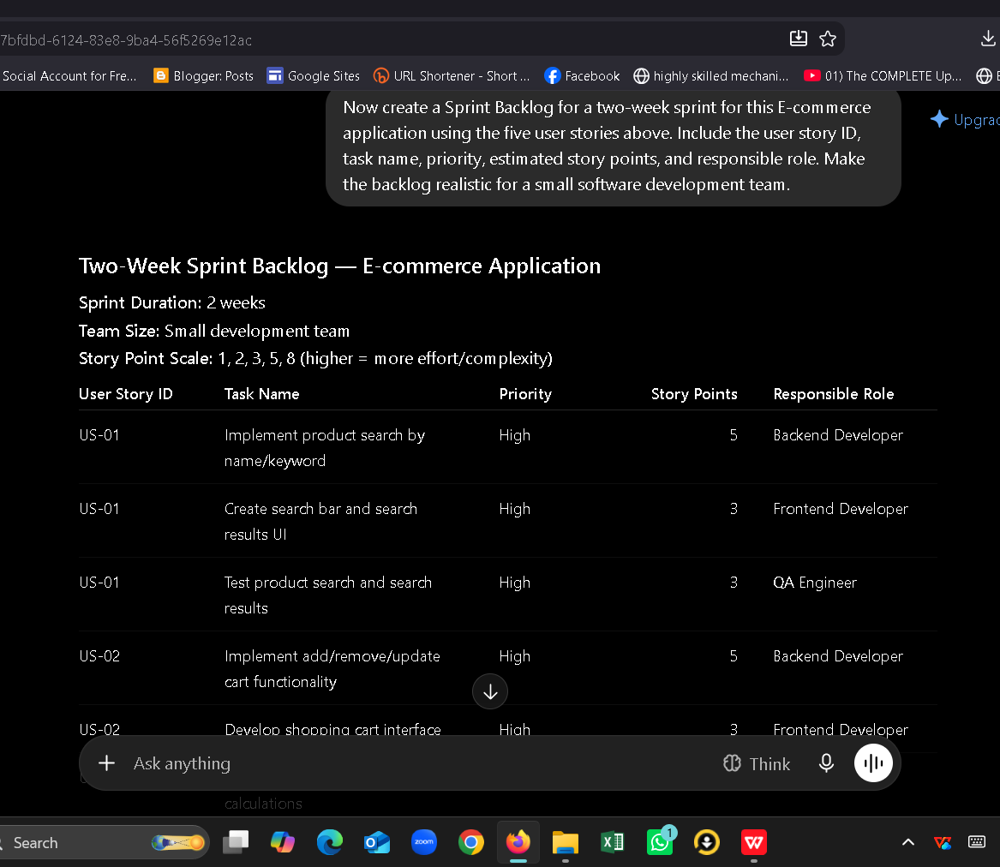 7bfdbd-6124-83e8-9ba4-56f5269e12ac
Social Account for Fre... Blogger: Posts Google Sites URL Shortener - Short ... Facebook highly skilled mechani... 01) The COMPLETE Up...
Now create a Sprint Backlog for a two-week sprint for this E-commerce
application using the five user stories above. Include the user story ID,
task name, priority, estimated story points, and responsible role. Make
the backlog realistic for a small software development team.
Upgrad
Two-Week Sprint Backlog — E-commerce Application
Sprint Duration: 2 weeks
Team Size: Small development team
Story Point Scale: 1, 2, 3, 5, 8 (higher = more effort/complexity)
User Story ID Task Name Priority Story Points Responsible Role
US-01 Implement product search by High 5 Backend Developer
name/keyword
US-01 Create search bar and search High 3 Frontend Developer
results UI
US-01 Test product search and search High 3 QA Engineer
results
US-02 Implement add/remove/update High 5 Backend Developer
cart functionality
US-02 Develop shopping cart interface High 3 Frontend Developer
Ask anything Think
calculations
Search zoom 1